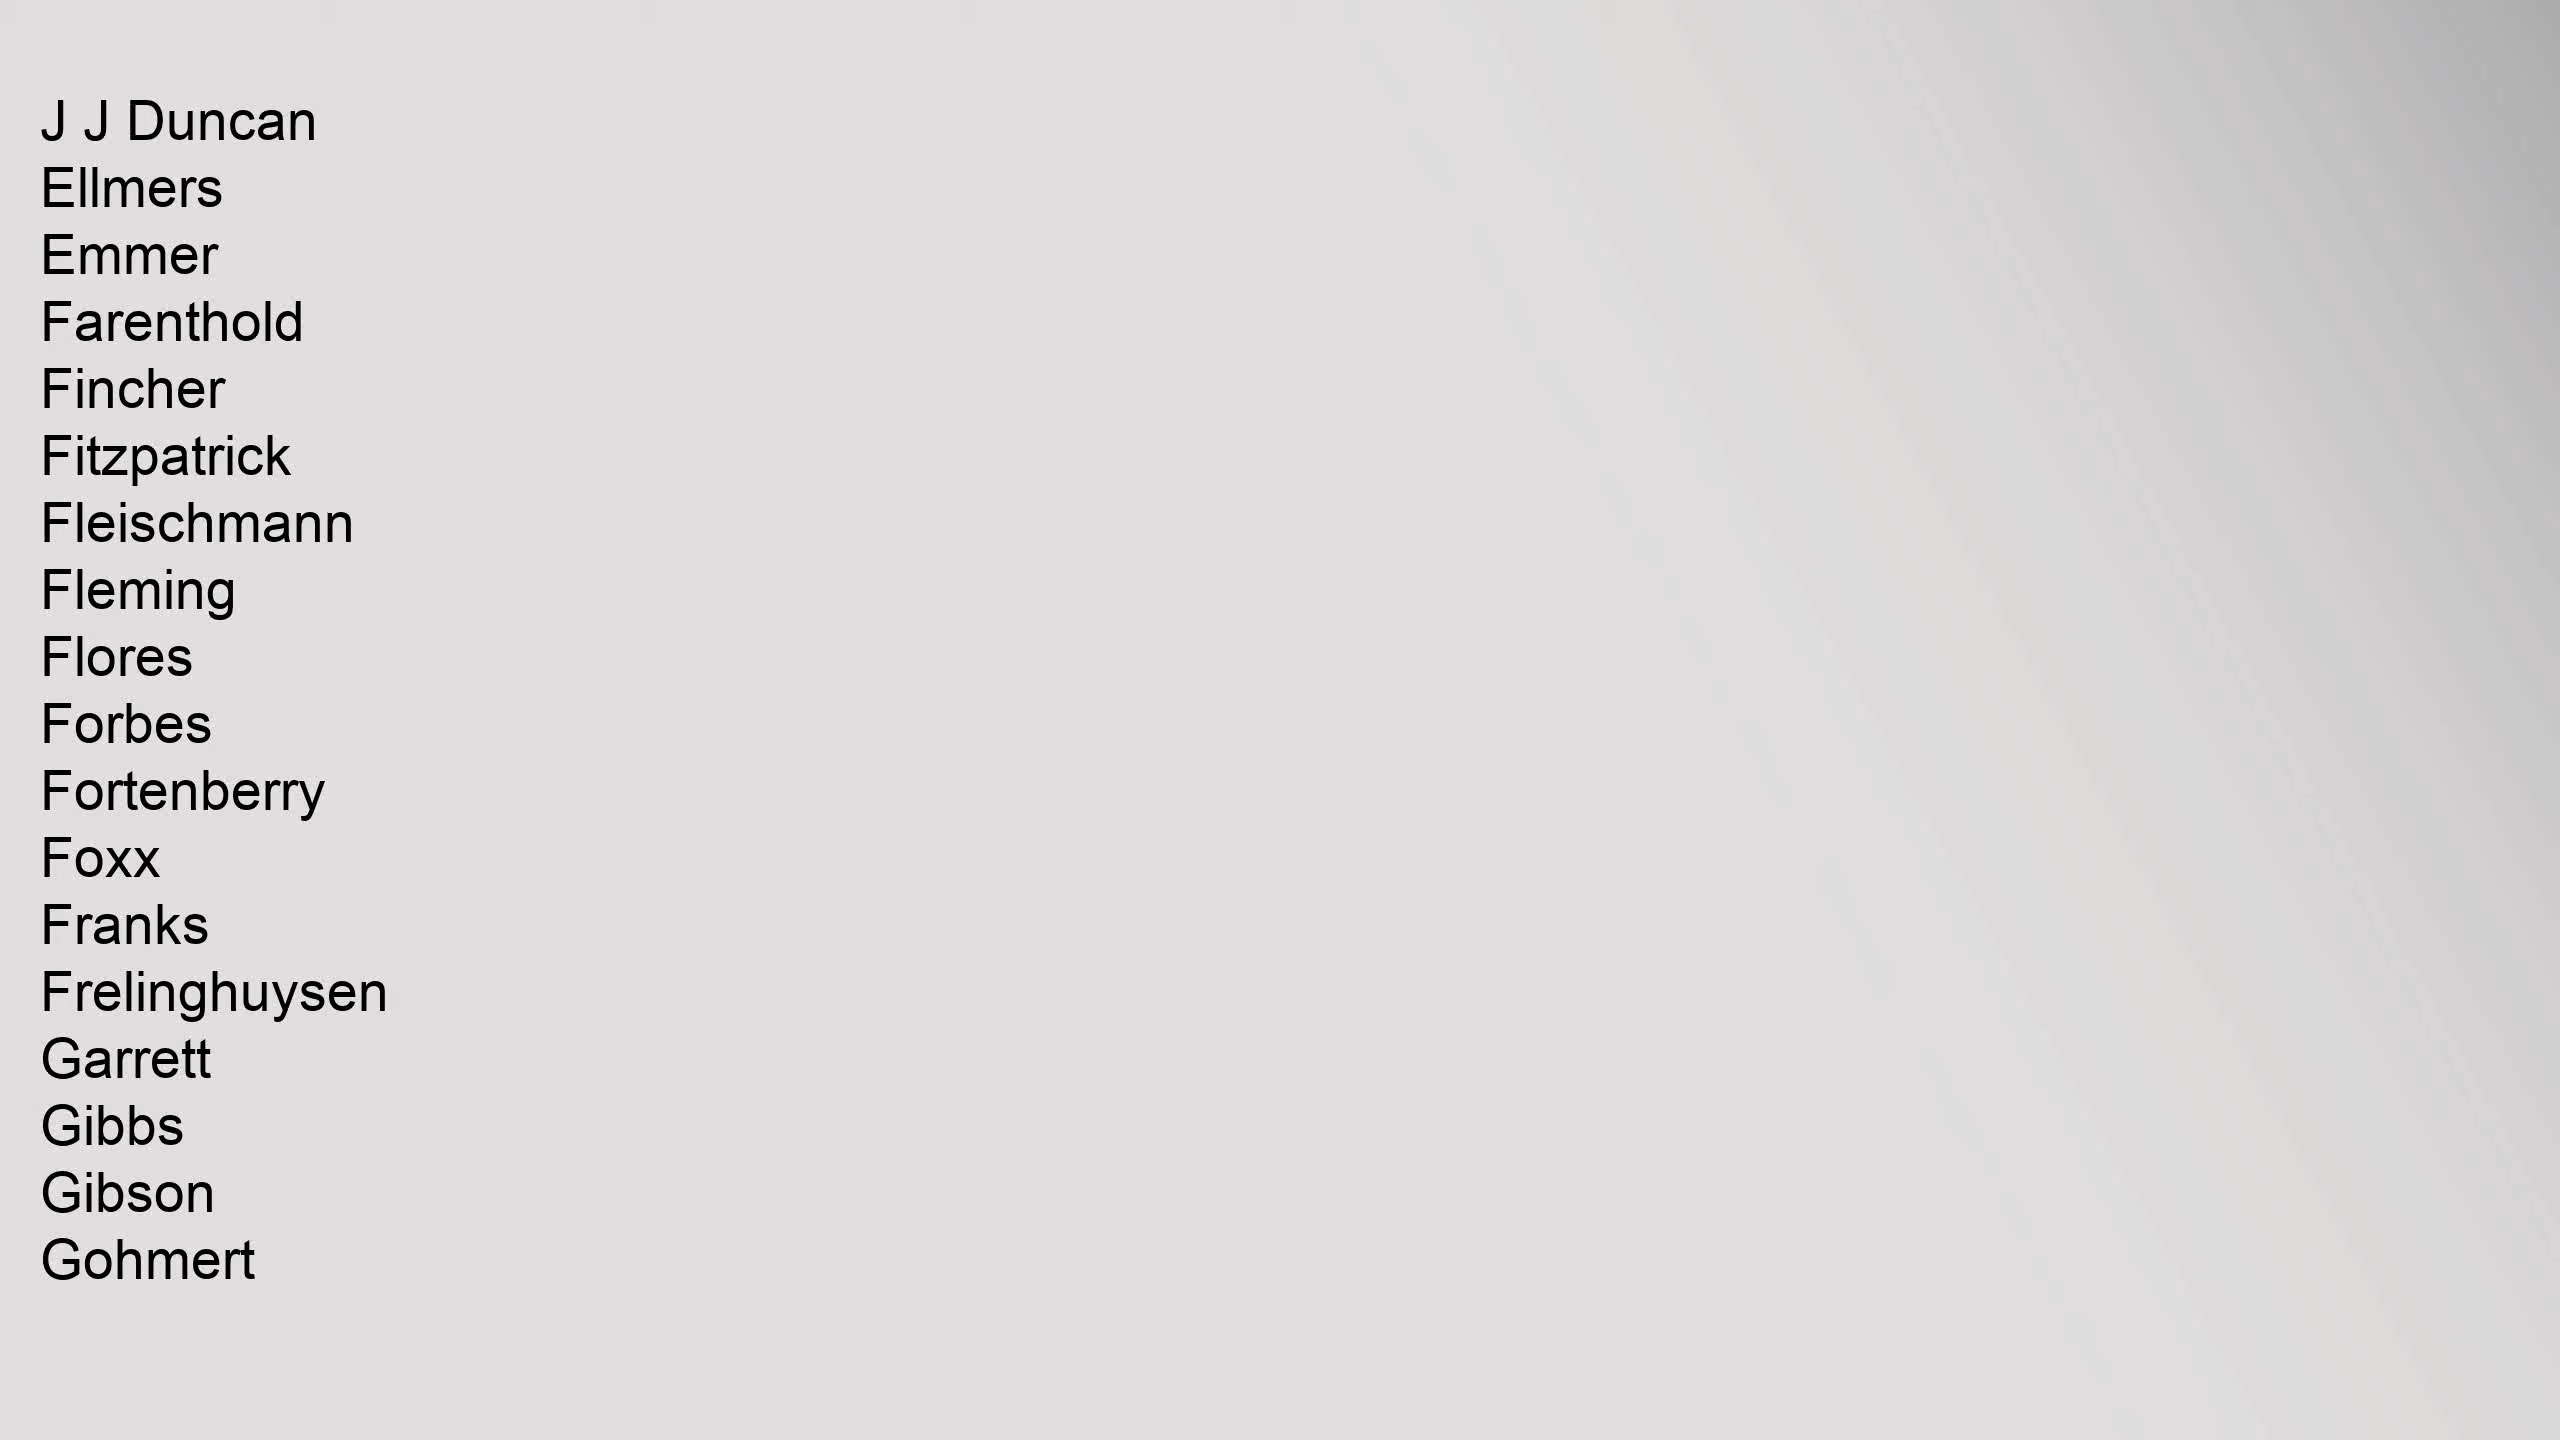 J J Duncan
Ellmers
Emmer
Farenthold
Fincher
Fitzpatrick
Fleischmann
Fleming
Flores
Forbes
Fortenberry
Foxx
Franks
Frelinghuysen
Garrett
Gibbs
Gibson
Gohmert